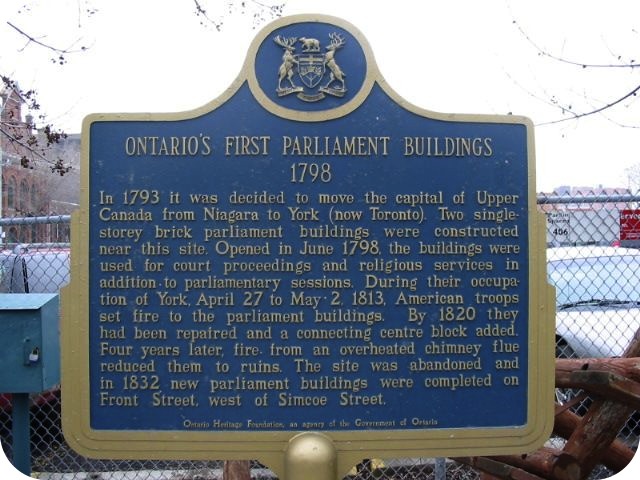 ONTARIO'S FIRST PARLIAMENT BUILDINGS
1798
In 1793 it was decided to move the capital of Upper
Canada from Niagara to York (now Toronto). Two single-
storey brick parliament buildings were constructed
near this site. Opened in June 1798, the buildings were
used for court proceedings and religious services in
addition to parliamentary sessions. During their occupa-
tion of York, April 27 to May 2, 1813, American troops
set fire to the parliament buildings. By 1820 they
had been repaired and a connecting centre block added.
Four years later, fire from an overheated chimney flue
reduced them to ruins. The site was abandoned and
in 1832 new parliament buildings were completed on
Front Street, west of Simcoe Street.
Ontario Heritage Foundation, an agency of the Government of Ontario
406